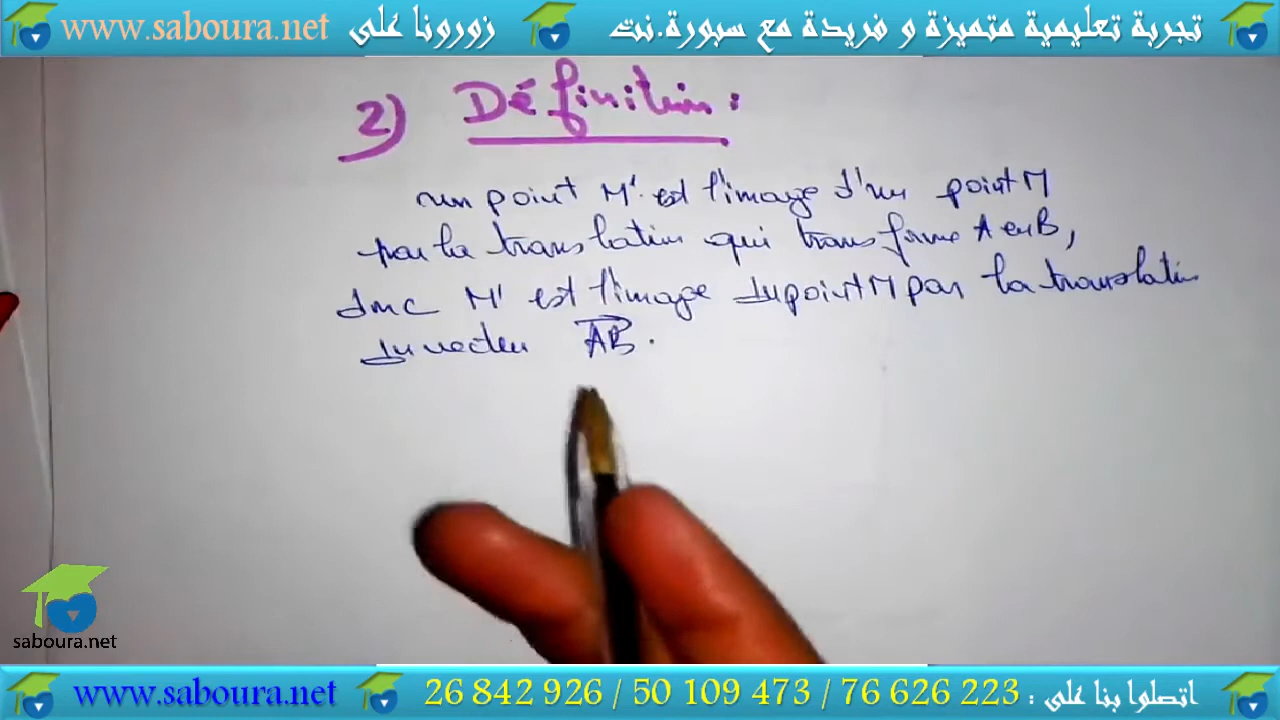 تجربة تعليمية متميزة و فريدة مع سبورة.نت زورونا على www.saboura.net
2) Définition :
un point M' est l'image d'un point M
par la translation qui transforme A en B,
donc M' est l'image du point M par la translation
du vecteur AB.
saboura.net
www.saboura.net 26 842 926 / 50 109 473 / 76 626 223 : اتصلوا بنا على